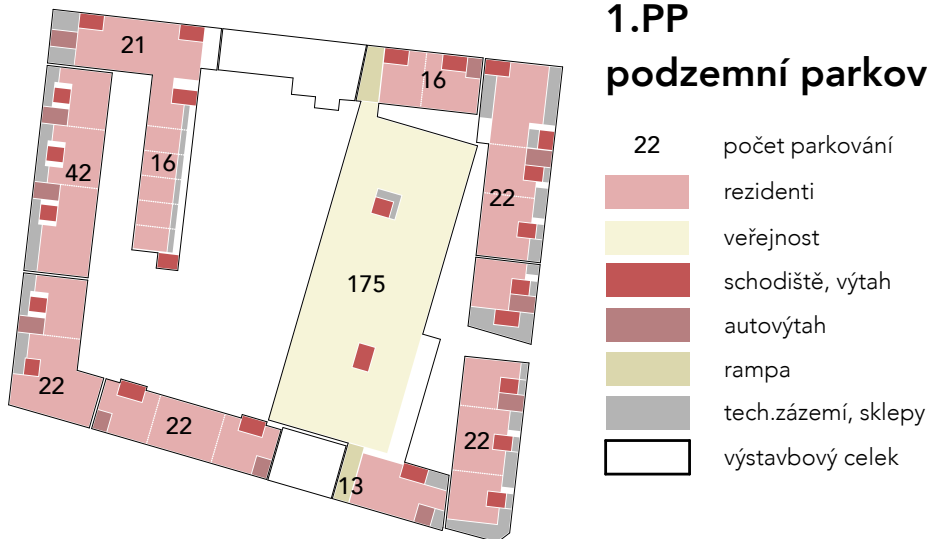 1.PP
podzemní parkov
22 počet parkování
rezidenti
veřejnost
schodiště, výtah
autovýtah
rampa
tech.zázemí, sklepy
výstavbový celek
21
16
42
16
22
175
22
22
22
13